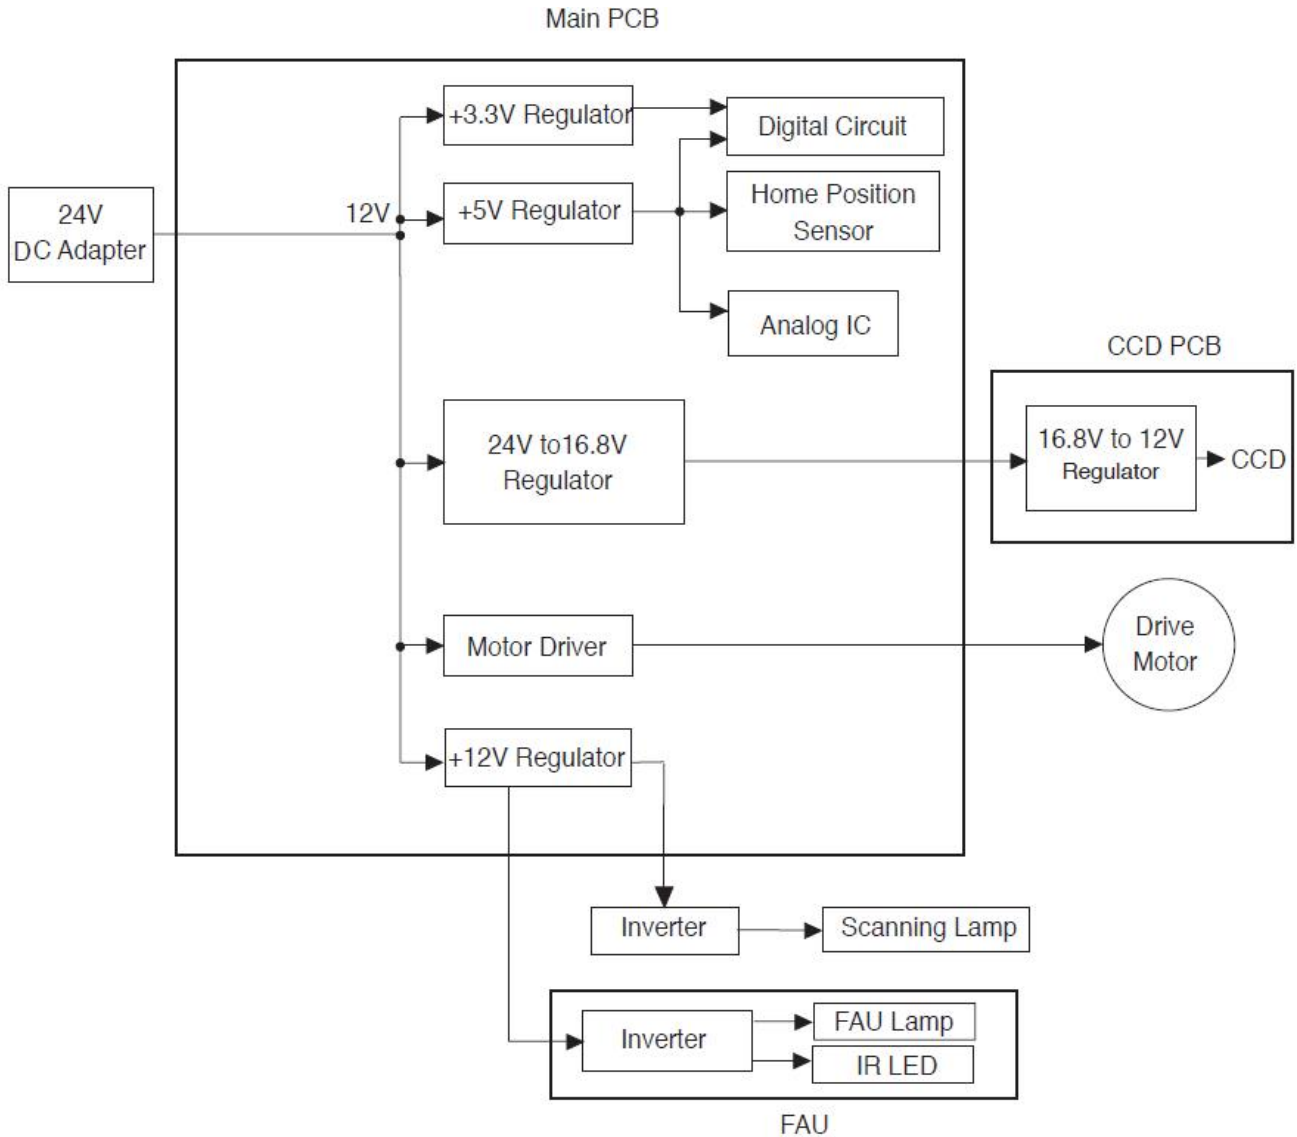 Main PCB
+3.3V Regulator
Digital Circuit
24V
DC Adapter
12V
+5V Regulator
Home Position
Sensor
Analog IC
CCD PCB
24V to16.8V
Regulator
16.8V to 12V
Regulator
CCD
Motor Driver
Drive
Motor
+12V Regulator
Inverter
Scanning Lamp
Inverter
FAU Lamp
IR LED
FAU